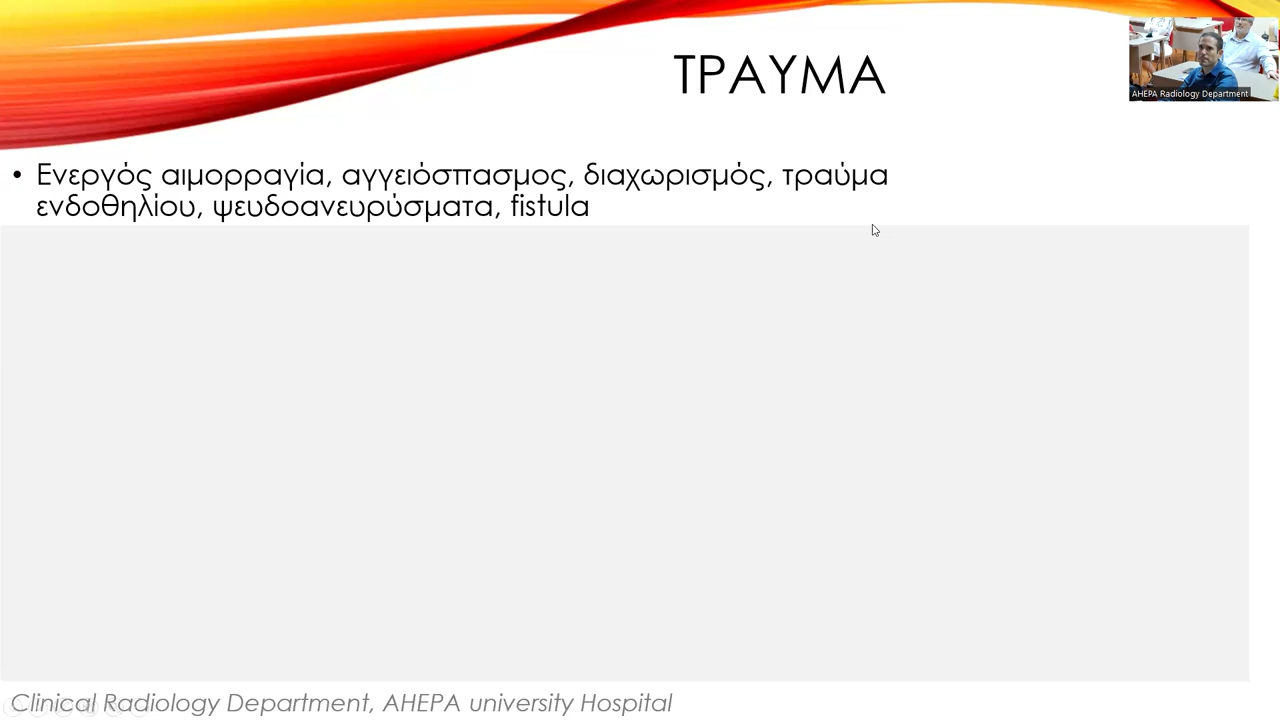 ΤΡΑΥΜΑ
AHEPA Radiology Department
• Ενεργός αιμορραγία, αγγειόσπασμος, διαχωρισμός, τραύμα
ενδοθηλίου, ψευδοανευρύσματα, fistula
Clinical Radiology Department, AHEPA university Hospital